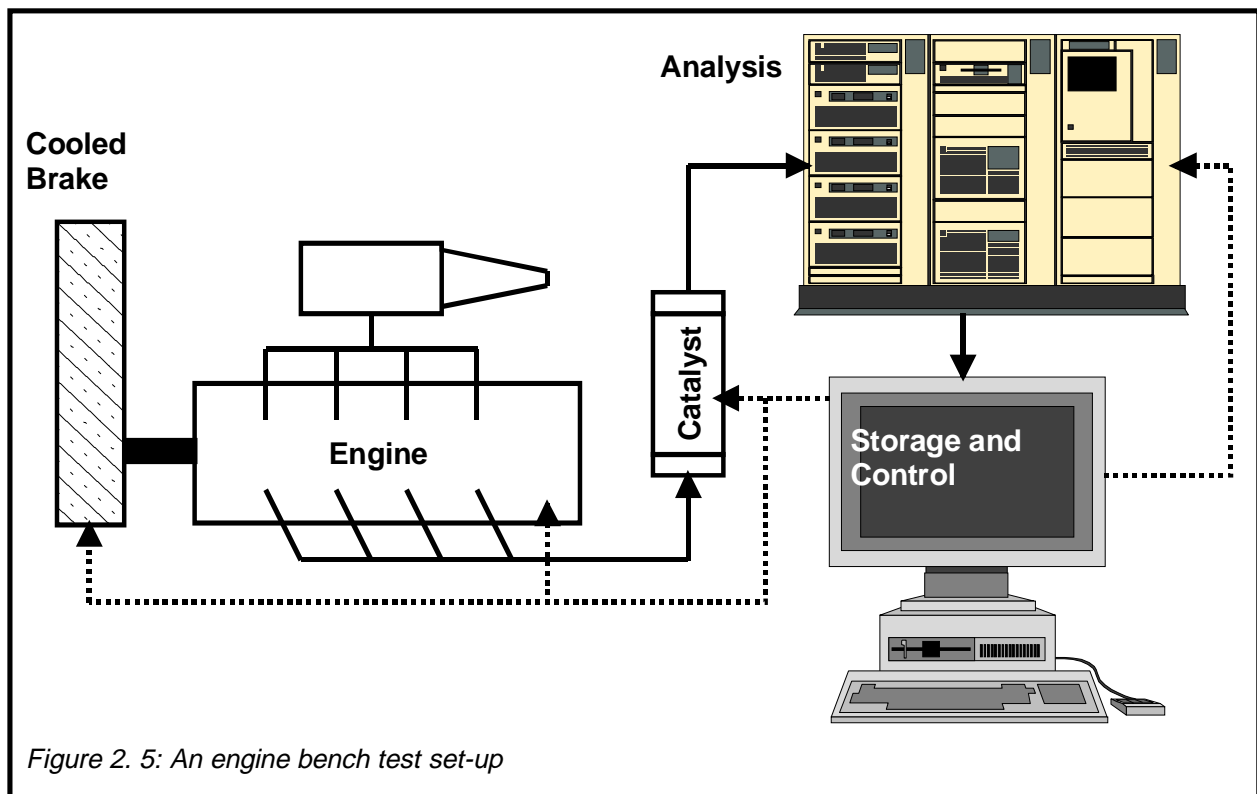 Analysis
Cooled
Brake
Catalyst
Engine
Storage and
Control
Figure 2. 5: An engine bench test set-up